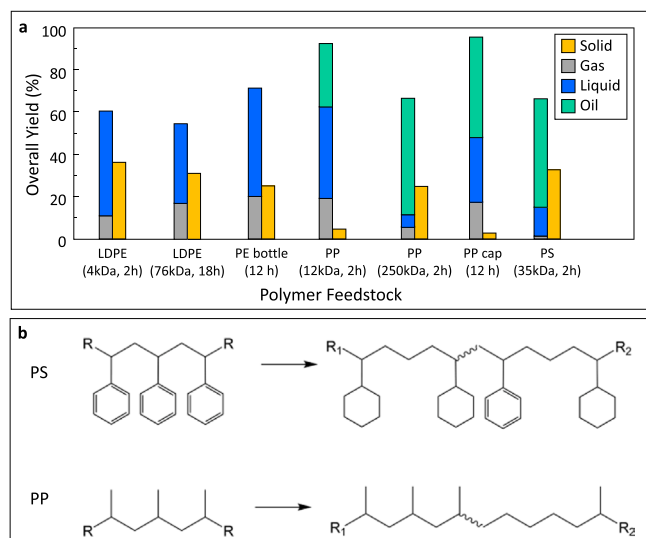 a
100
80
60
40
20
0
Overall Yield (%)
Solid
Gas
Liquid
Oil
LDPE
(4kDa, 2h)
LDPE
(76kDa, 18h)
PE bottle
(12 h)
PP
(12kDa, 2h)
PP
(250kDa, 2h)
PP cap
(12 h)
PS
(35kDa, 2h)
Polymer Feedstock
b
PS
R
R
R1
R2
PP
R
R
R1
R2